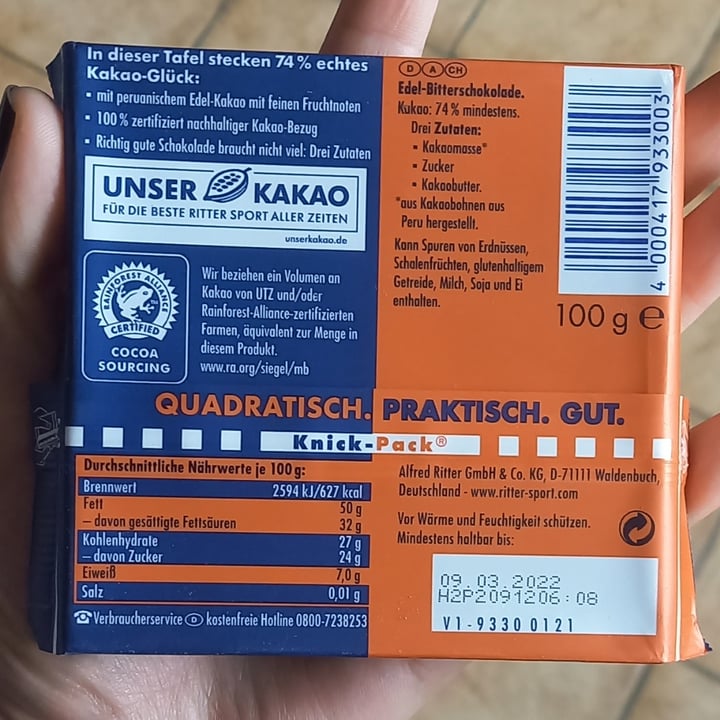 In dieser Tafel stecken 74 % echtes
Kakao-Glück:
▪ mit peruanischem Edel-Kakao mit feinen Fruchtnoten
▪ 100 % zertifiziert nachhaltiger Kakao-Bezug
▪ Richtig gute Schokolade braucht nicht viel: Drei Zutaten
UNSER KAKAO
FÜR DIE BESTE RITTER SPORT ALLER ZEITEN
unserkakao.de
RAINFOREST ALLIANCE
CERTIFIED
COCOA
SOURCING
Wir beziehen ein Volumen an
Kakao von UTZ und/oder
Rainforest-Alliance-zertifizierten
Farmen, äquivalent zur Menge in
diesem Produkt.
www.ra.org/siegel/mb
D A CH
Edel-Bitterschokolade.
Kakao: 74 % mindestens.
Drei Zutaten:
▪ Kakaomasse*
▪ Zucker
▪ Kakaobutter.
*aus Kakaobohnen aus
Peru hergestellt.
Kann Spuren von Erdnüssen,
Schalenfrüchten, glutenhaltigem
Getreide, Milch, Soja und Ei
enthalten.
4 000417 933003
100 g ℮
QUADRATISCH. PRAKTISCH. GUT.
Knick-Pack®
Durchschnittliche Nährwerte je 100 g:
Brennwert 2594 kJ/627 kcal
Fett 50 g
– davon gesättigte Fettsäuren 32 g
Kohlenhydrate 27 g
– davon Zucker 24 g
Eiweiß 7,0 g
Salz 0,01 g
☎ Verbraucherservice D kostenfreie Hotline 0800-7238253
Alfred Ritter GmbH & Co. KG, D-71111 Waldenbuch,
Deutschland - www.ritter-sport.com
Vor Wärme und Feuchtigkeit schützen.
Mindestens haltbar bis:
09.03.2022
H2P2091206:08
V1-9330 0121